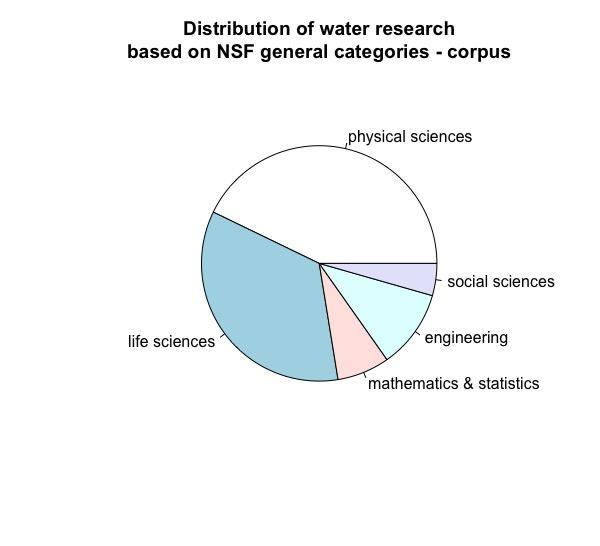 Distribution of water research
based on NSF general categories - corpus
physical sciences
social sciences
engineering
life sciences
mathematics & statistics